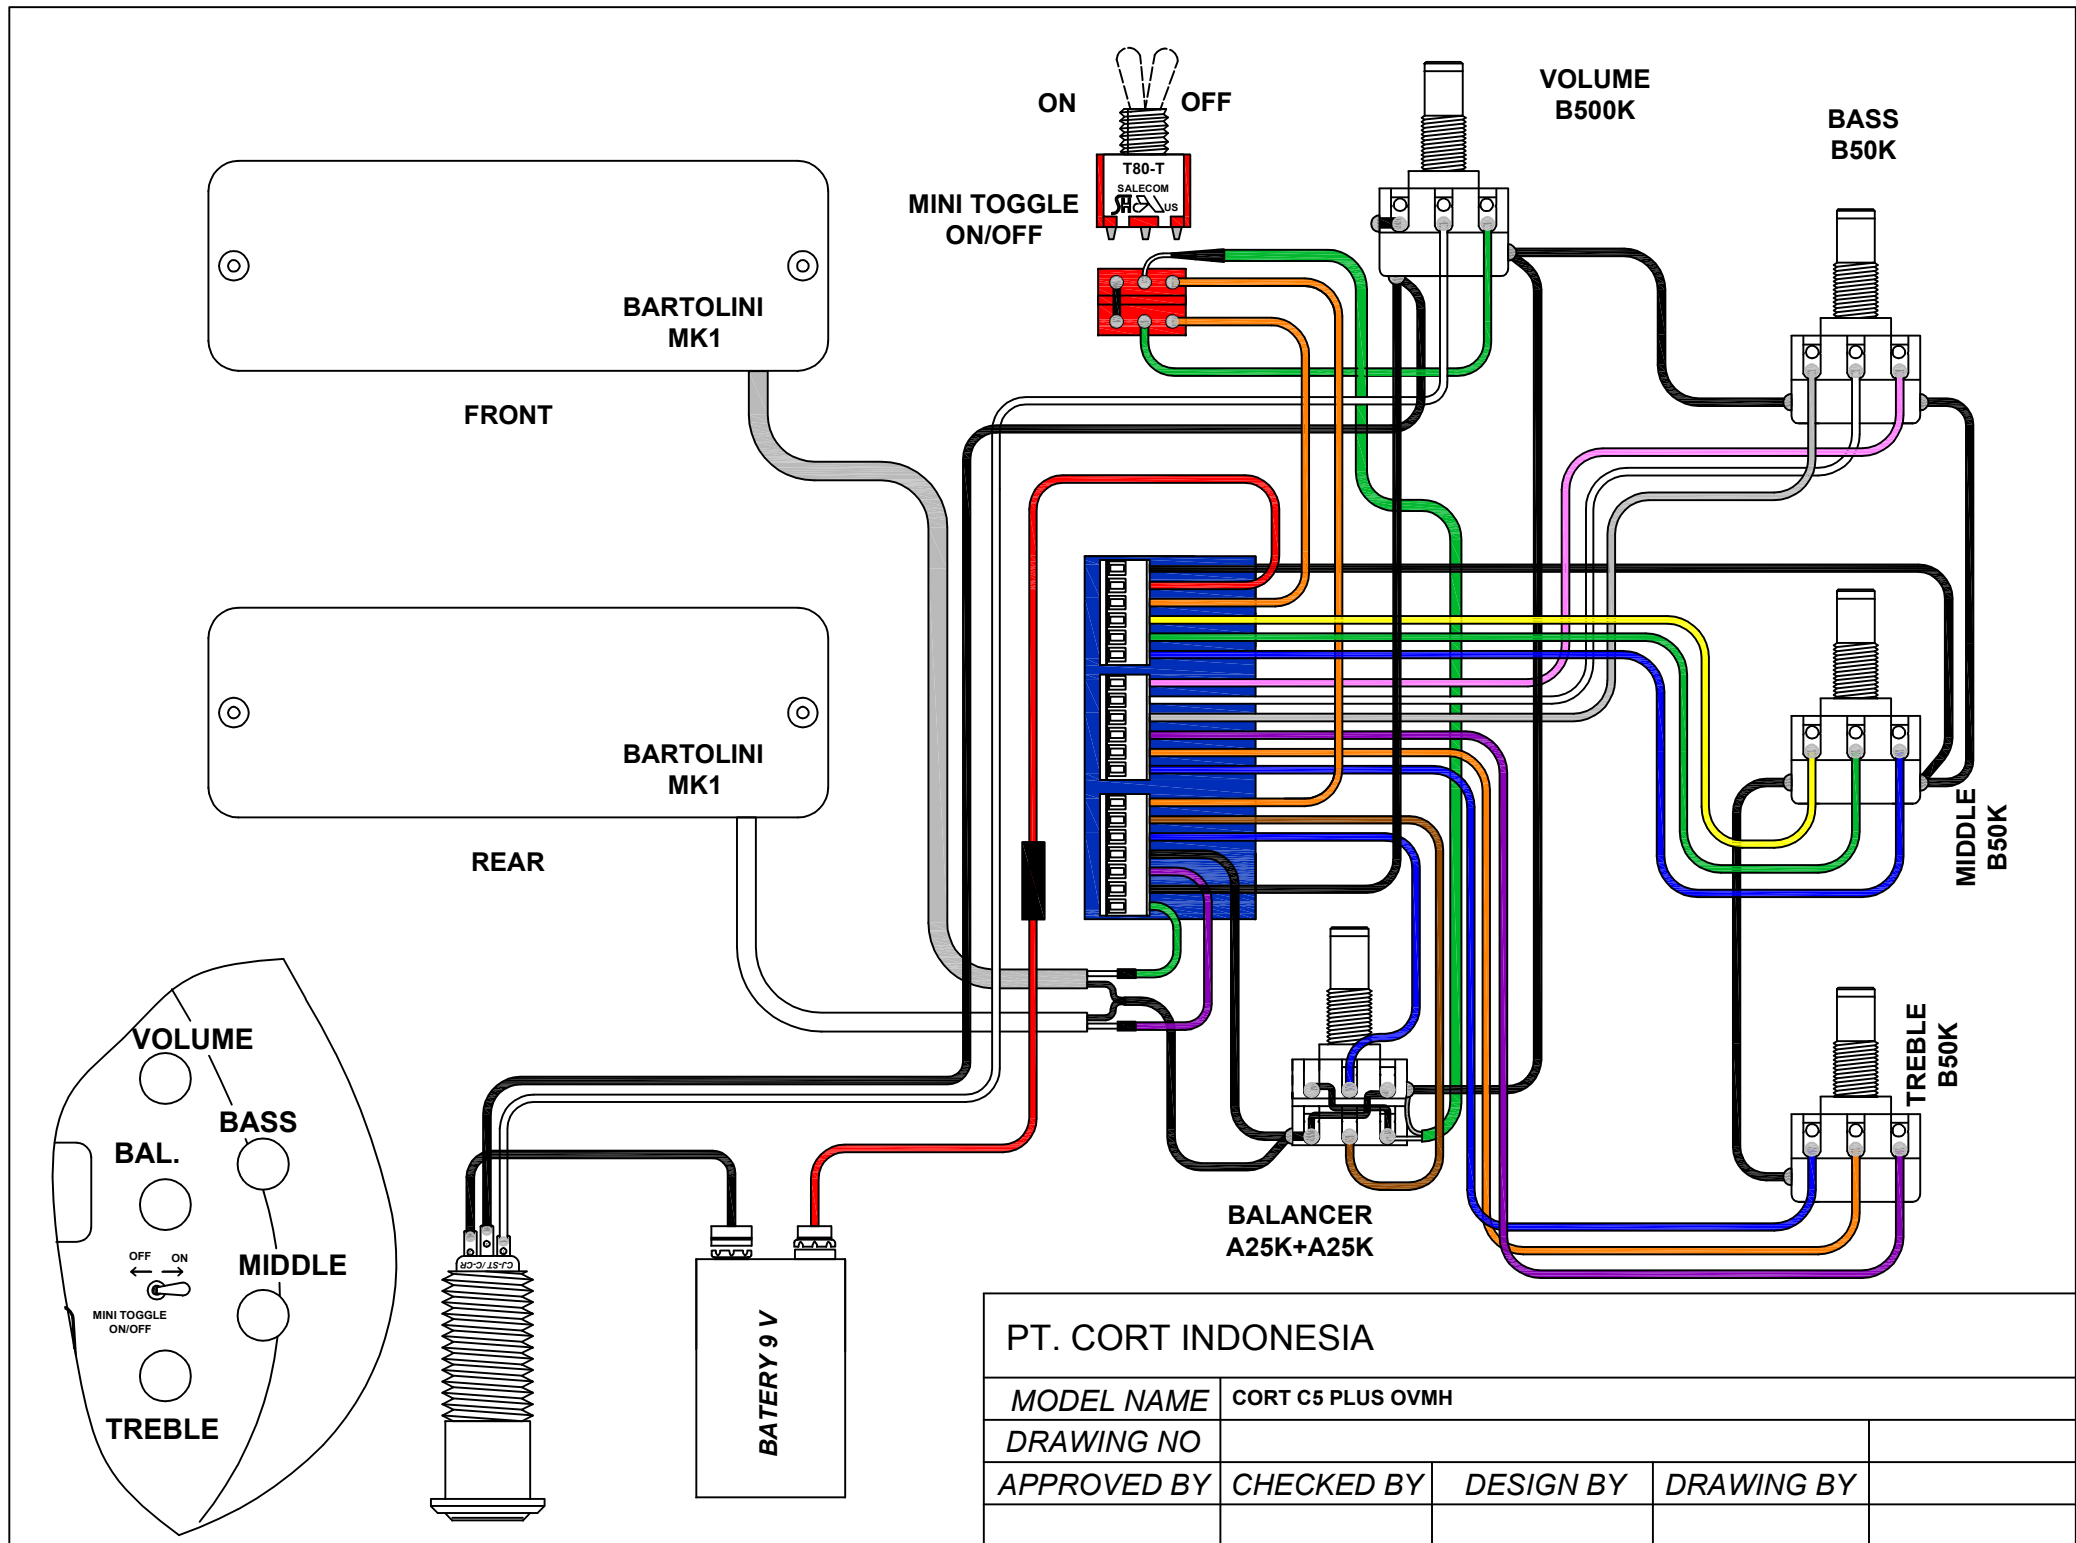 ON
OFF
T80-T
SALECOM
US
MINI TOGGLE
ON/OFF
VOLUME
B500K
BASS
B50K
BARTOLINI
MK1
FRONT
BARTOLINI
MK1
REAR
MIDDLE
B50K
TREBLE
B50K
BALANCER
A25K+A25K
VOLUME
BASS
BAL.
OFF
ON
MIDDLE
MINI TOGGLE
ON/OFF
TREBLE
CJ-ST/C-CR
BATERY 9 V
PT. CORT INDONESIA
MODEL NAME CORT C5 PLUS OVMH
DRAWING NO
APPROVED BY CHECKED BY DESIGN BY DRAWING BY